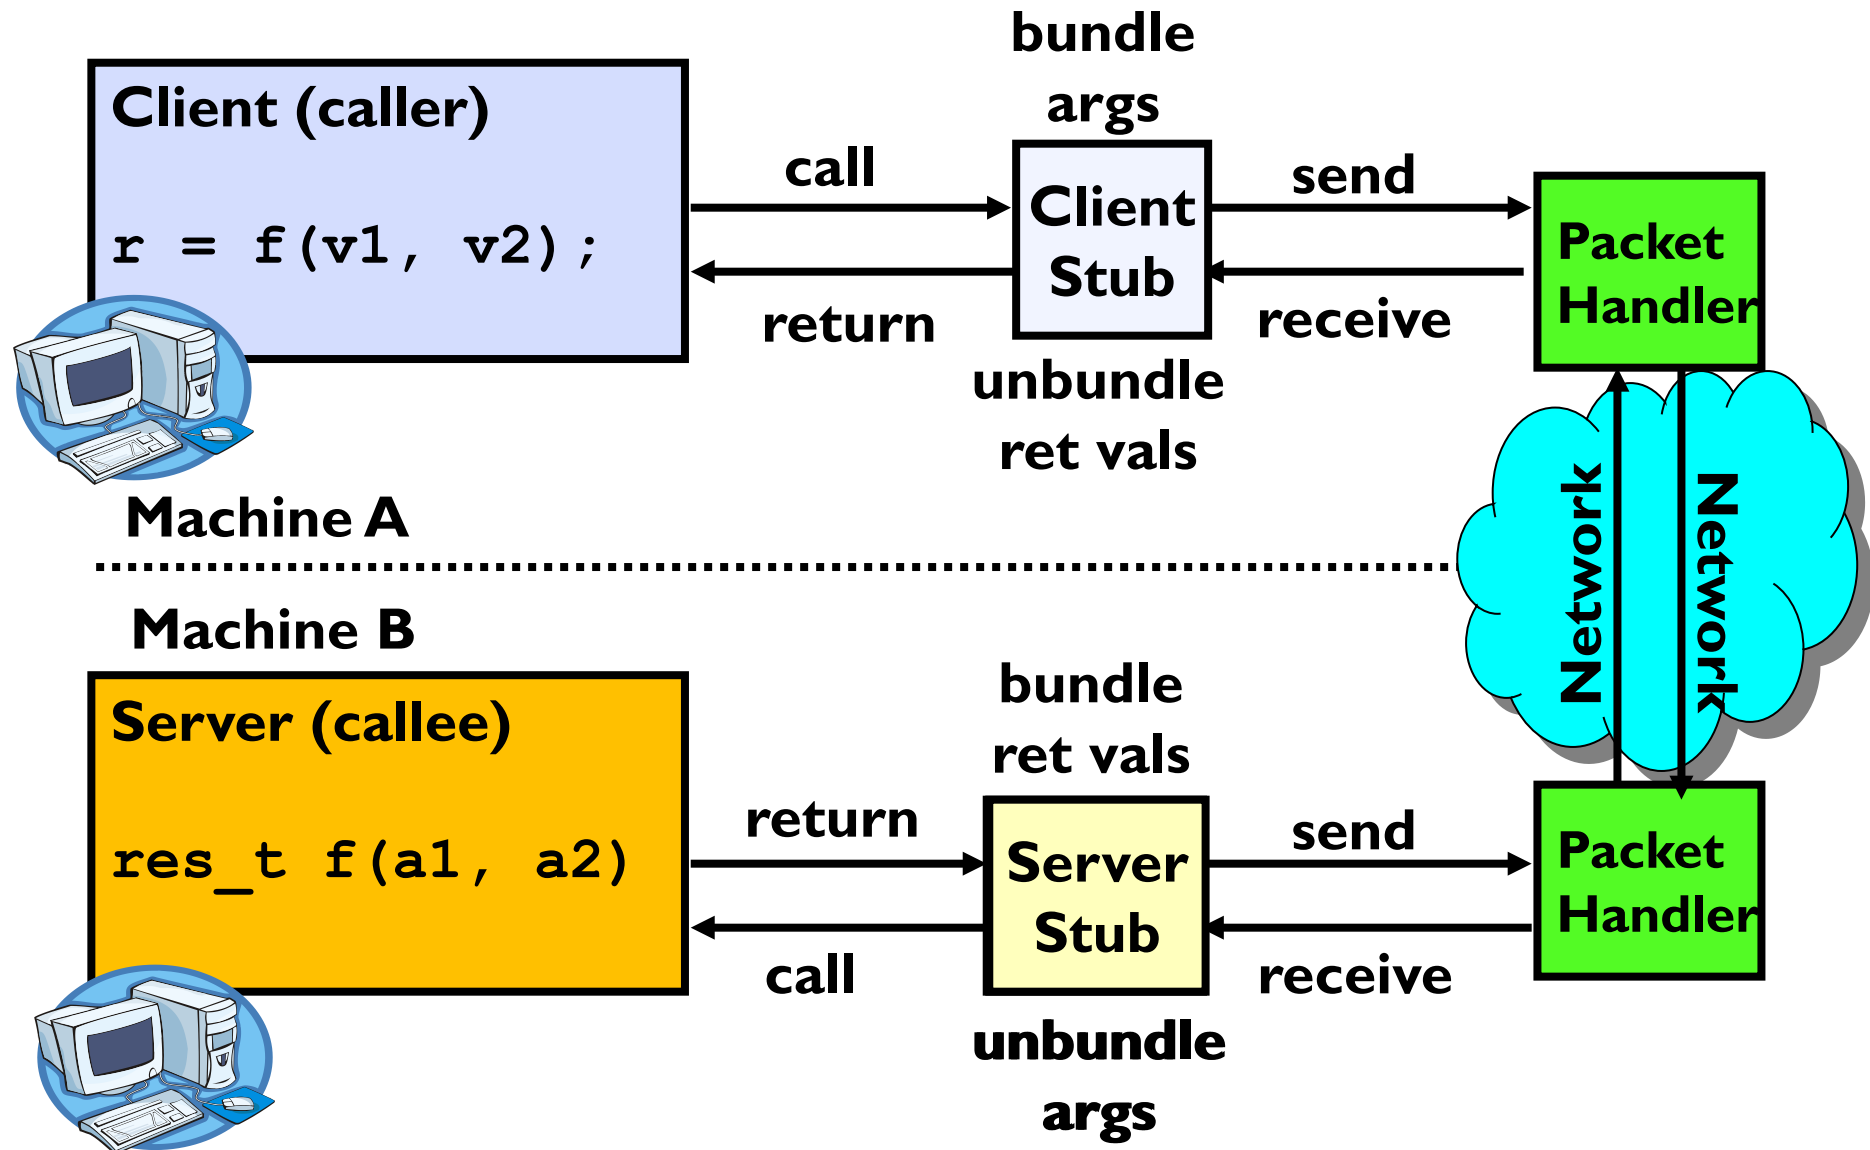 bundle
args
Client (caller)
r = f(v1, v2);
call
return
Client
Stub
unbundle
ret vals
send
receive
Packet
Handler
Machine A
Network
Network
Machine B
Server (callee)
res_t f(a1, a2)
bundle
ret vals
return
call
Server
Stub
unbundle
args
send
receive
Packet
Handler